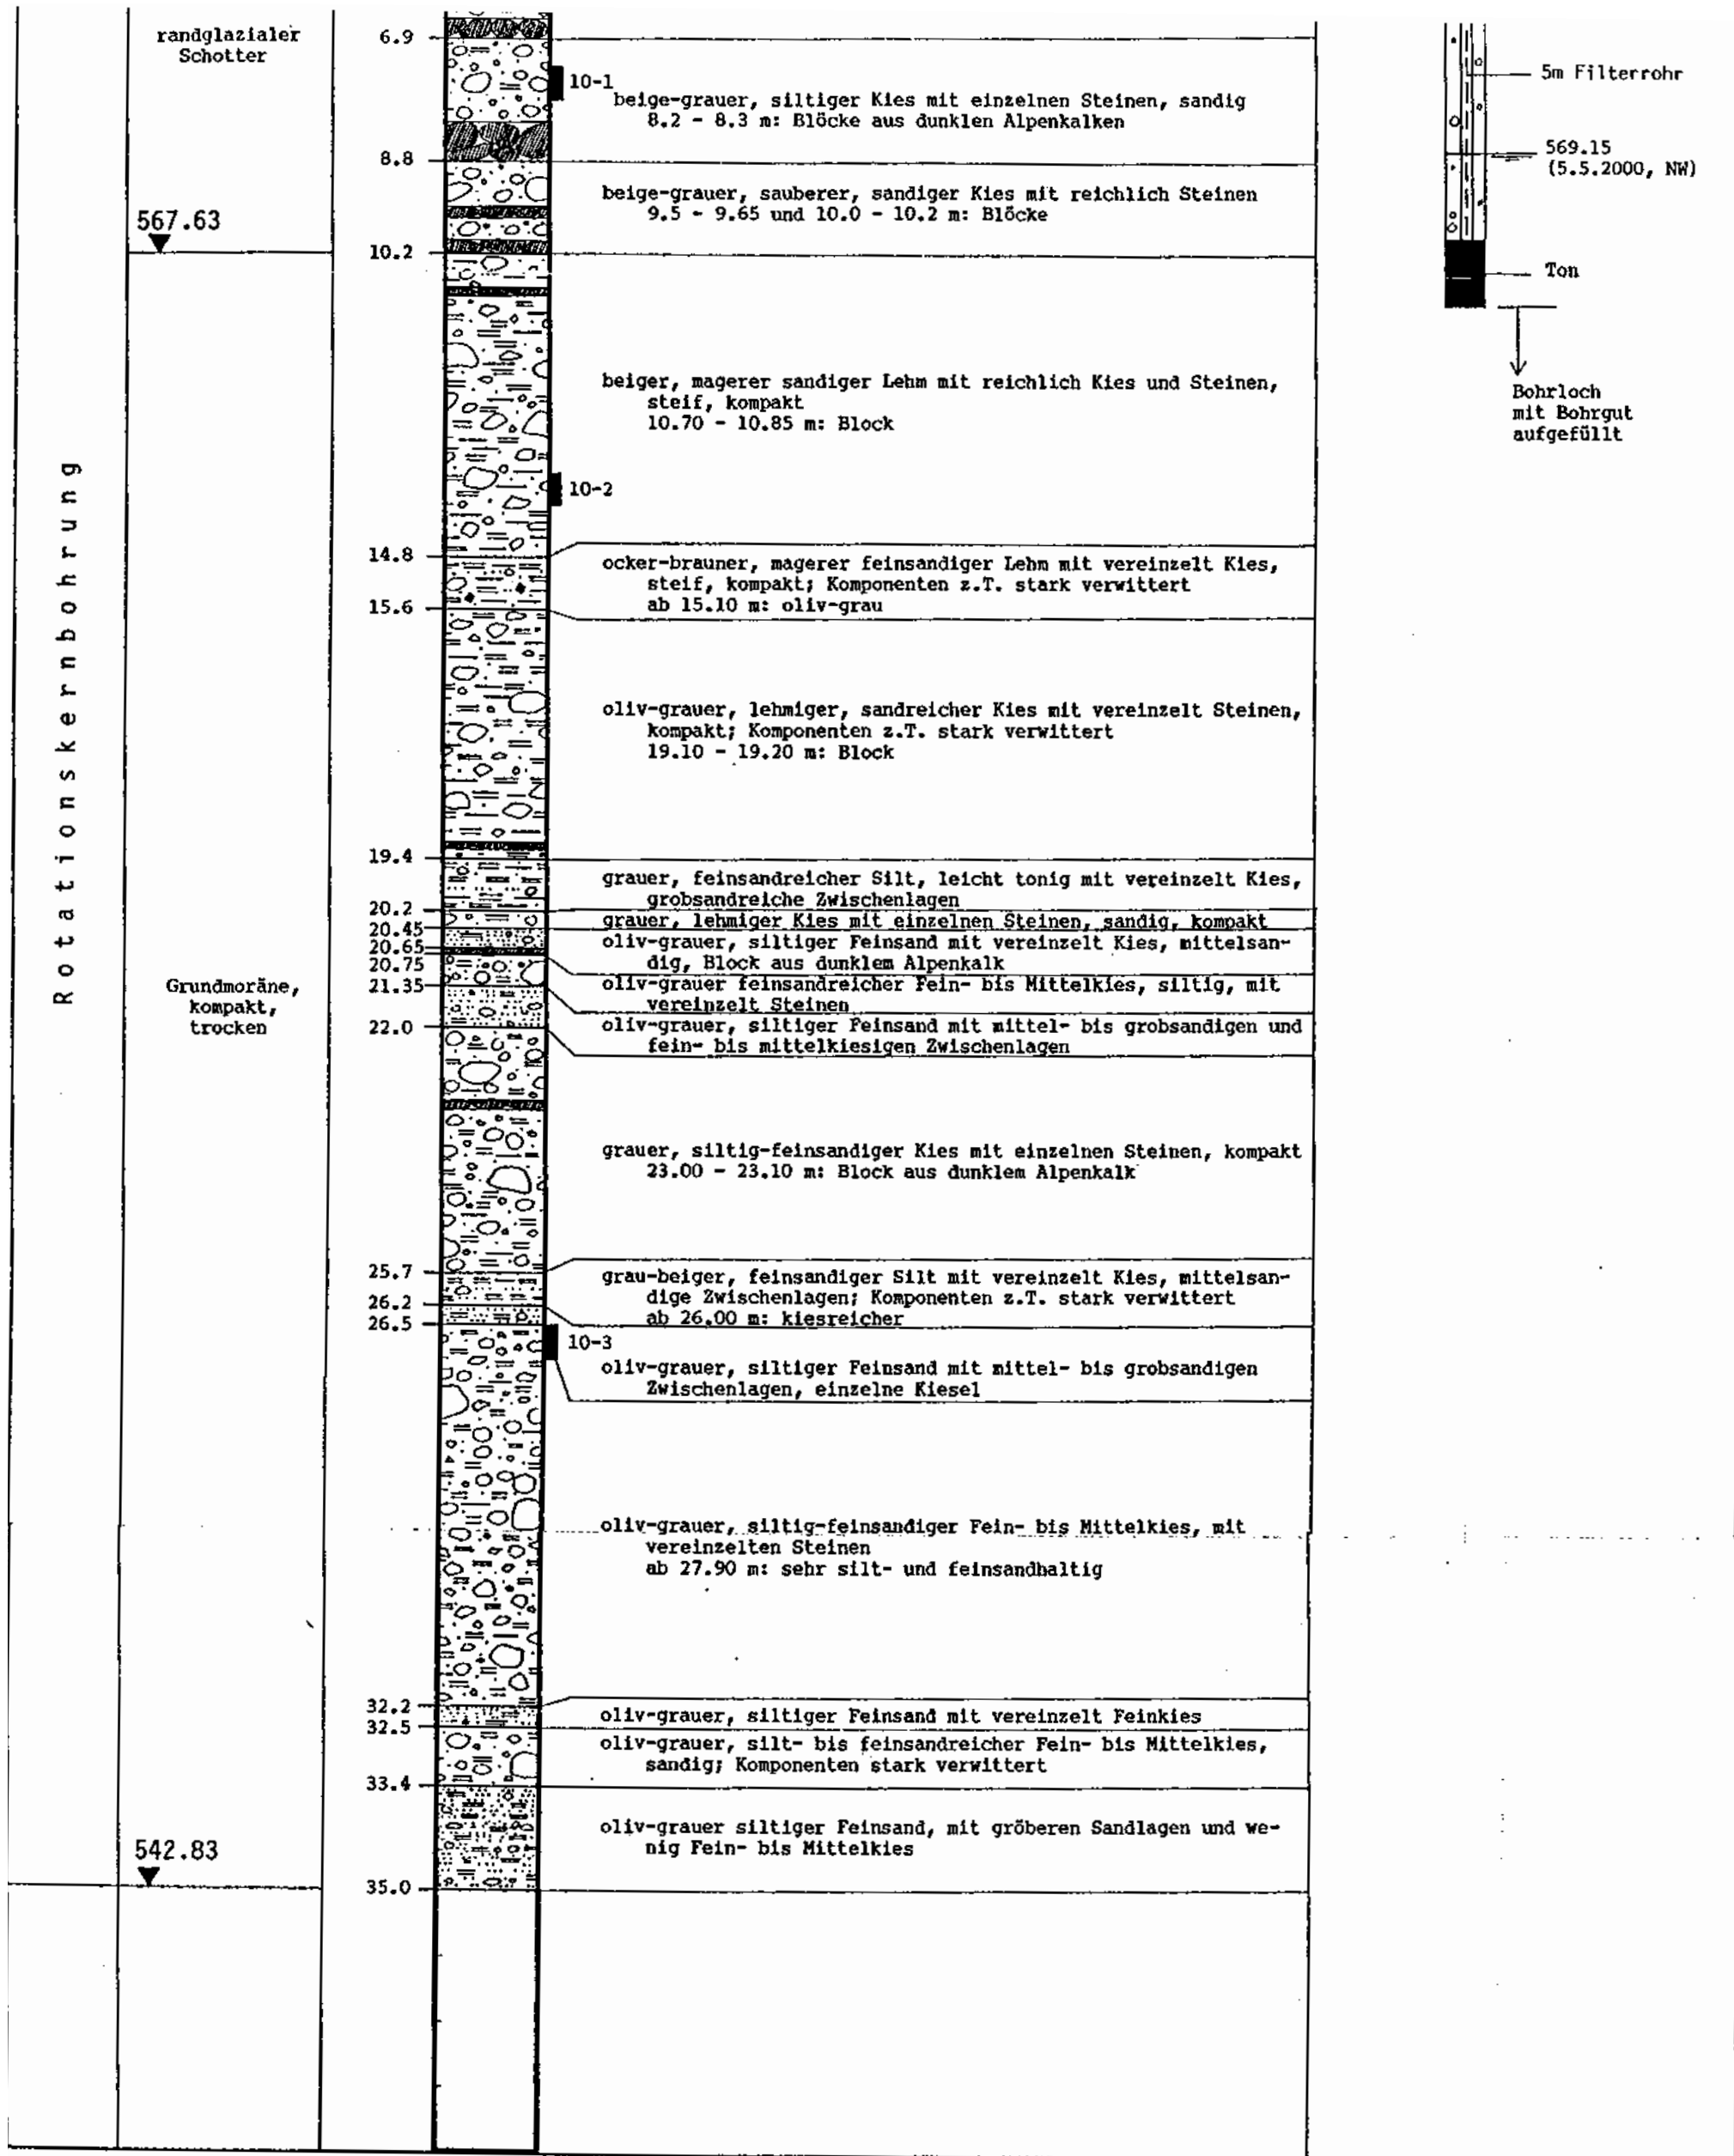 Rotationskernbohrung
randglazialer
Schotter
567.63
Grundmoräne,
kompakt,
trocken
542.83
6.9
10-1
beige-grauer, siltiger Kies mit einzelnen Steinen, sandig
8.2 - 8.3 m: Blöcke aus dunklen Alpenkalken
8.8
beige-grauer, sauberer, sandiger Kies mit reichlich Steinen
9.5 - 9.65 und 10.0 - 10.2 m: Blöcke
10.2
beiger, magerer sandiger Lehm mit reichlich Kies und Steinen,
steif, kompakt
10.70 - 10.85 m: Block
10-2
14.8
ocker-brauner, magerer feinsandiger Lehm mit vereinzelt Kies,
steif, kompakt; Komponenten z.T. stark verwittert
ab 15.10 m: oliv-grau
15.6
oliv-grauer, lehmiger, sandreicher Kies mit vereinzelt Steinen,
kompakt; Komponenten z.T. stark verwittert
19.10 - 19.20 m: Block
19.4
grauer, feinsandreicher Silt, leicht tonig mit vereinzelt Kies,
grobsandreiche Zwischenlagen
20.2
grauer, lehmiger Kies mit einzelnen Steinen, sandig, kompakt
20.45
oliv-grauer, siltiger Feinsand mit vereinzelt Kies, mittelsan-
dig, Block aus dunklem Alpenkalk
20.65
20.75
oliv-grauer feinsandreicher Fein- bis Mittelkies, siltig, mit
vereinzelt Steinen
21.35
oliv-grauer, siltiger Feinsand mit mittel- bis grobsandigen und
fein- bis mittelkiesigen Zwischenlagen
22.0
grauer, siltig-feinsandiger Kies mit einzelnen Steinen, kompakt
23.00 - 23.10 m: Block aus dunklem Alpenkalk
25.7
grau-beiger, feinsandiger Silt mit vereinzelt Kies, mittelsan-
dige Zwischenlagen; Komponenten z.T. stark verwittert
ab 26.00 m: kiesreicher
26.2
26.5
10-3
oliv-grauer, siltiger Feinsand mit mittel- bis grobsandigen
Zwischenlagen, einzelne Kiesel
oliv-grauer, siltig-feinsandiger Fein- bis Mittelkies, mit
vereinzelten Steinen
ab 27.90 m: sehr silt- und feinsandhaltig
32.2
oliv-grauer, siltiger Feinsand mit vereinzelt Feinkies
32.5
oliv-grauer, silt- bis feinsandreicher Fein- bis Mittelkies,
sandig; Komponenten stark verwittert
33.4
oliv-grauer siltiger Feinsand, mit gröberen Sandlagen und we-
nig Fein- bis Mittelkies
35.0
5m Filterrohr
569.15
(5.5.2000, NW)
Ton
Bohrloch
mit Bohrgut
aufgefüllt